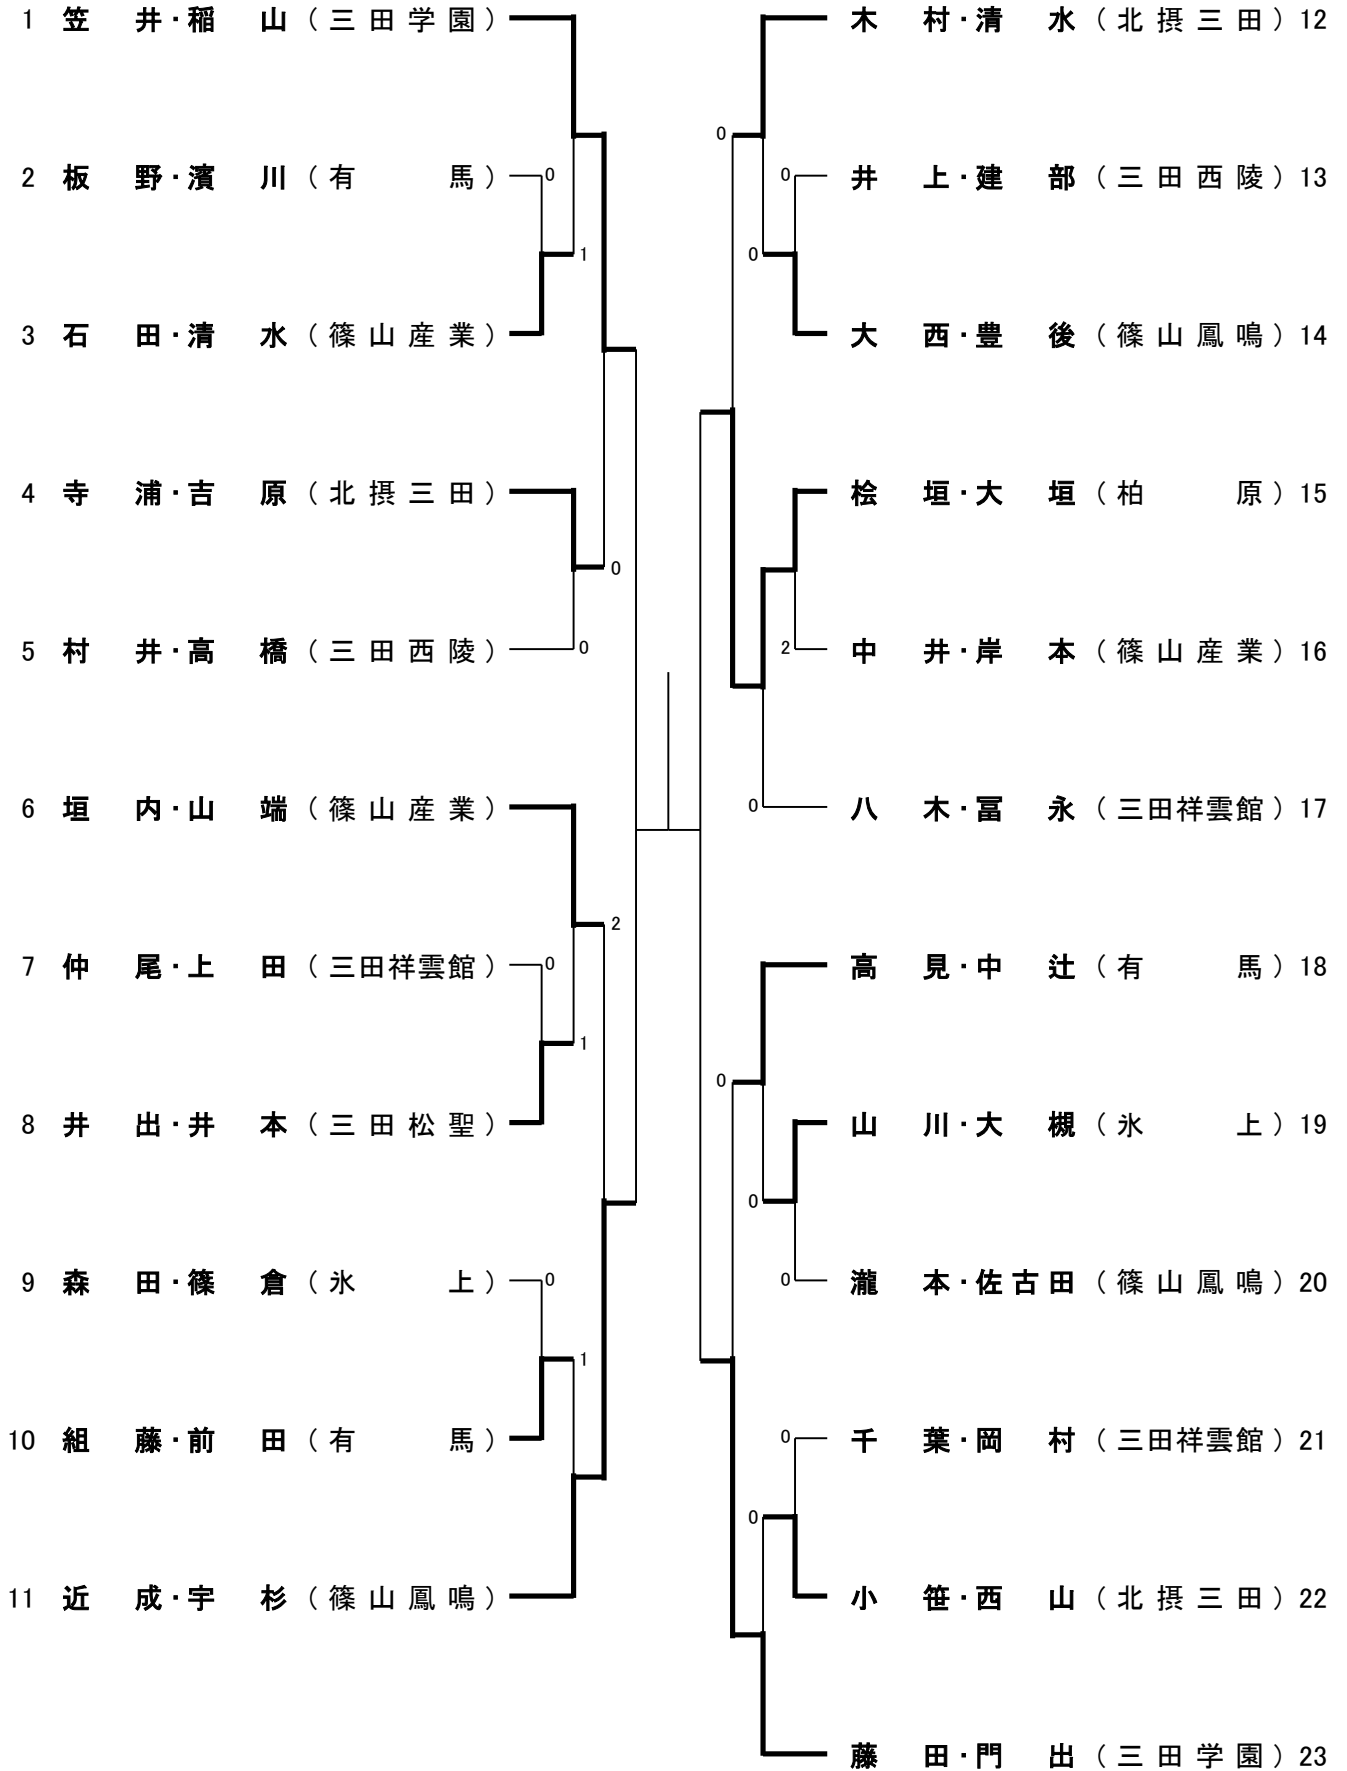 1 笠 井・稲 山 （三 田 学 園）
木 村・清 水 （北 摂 三 田）12
0
2 板 野・濱 川 （有 馬） 0
0 井 上・建 部 （三 田 西 陵）13
1
0
3 石 田・清 水 （篠 山 産 業）
大 西・豊 後 （篠 山 鳳 鳴）14
4 寺 浦・吉 原 （北 摂 三 田）
桧 垣・大 垣 （柏 原）15
0
5 村 井・高 橋 （三 田 西 陵） 0
2 中 井・岸 本 （篠 山 産 業）16
6 垣 内・山 端 （篠 山 産 業）
0 八 木・冨 永 （三田祥雲館）17
2
7 仲 尾・上 田 （三田祥雲館） 0
高 見・中 辻 （有 馬）18
1
0
8 井 出・井 本 （三 田 松 聖）
山 川・大 槻 （氷 上）19
0
9 森 田・篠 倉 （氷 上） 0
0 瀧 本・佐 古 田 （篠 山 鳳 鳴）20
1
10 組 藤・前 田 （有 馬）
0 千 葉・岡 村 （三田祥雲館）21
0
11 近 成・宇 杉 （篠 山 鳳 鳴）
小 笹・西 山 （北 摂 三 田）22
藤 田・門 出 （三 田 学 園）23